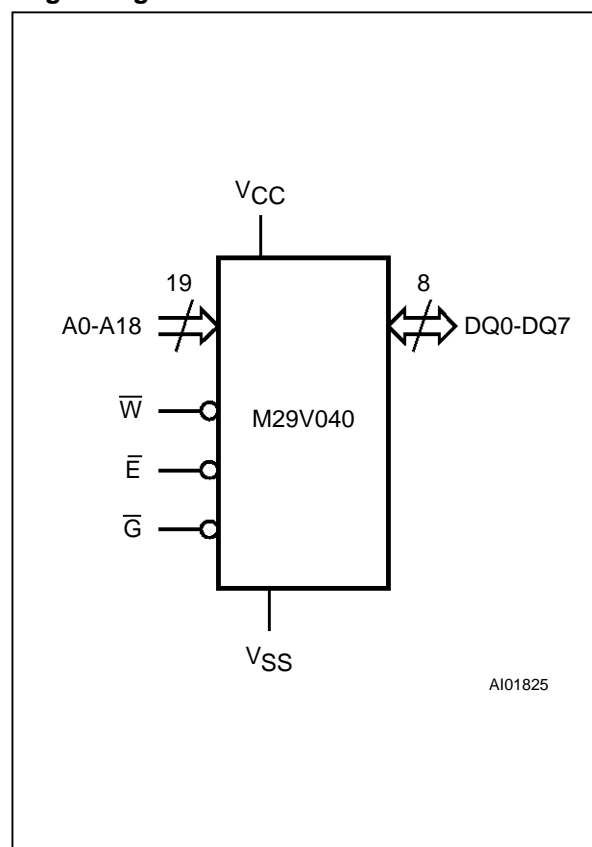 VCC
19
8
A0-A18
DQ0-DQ7
W̅
M29V040
E̅
G̅
VSS
AI01825